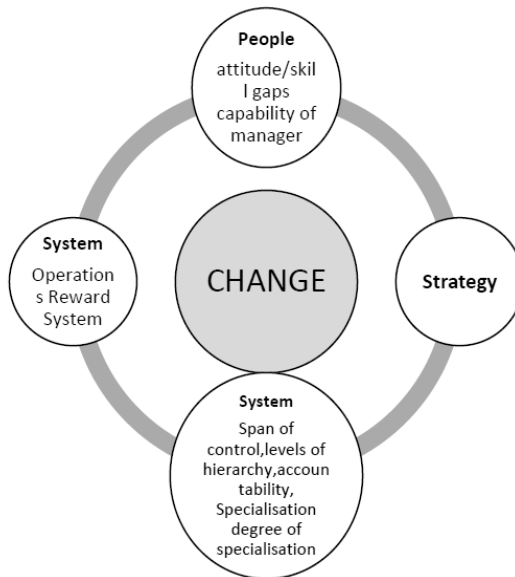 People
attitude/skil
l gaps
capability of
manager
System
Operation
s Reward
System
CHANGE
Strategy
System
Span of
control,levels of
hierarchy,accoun
tability,
Specialisation
degree of
specialisation